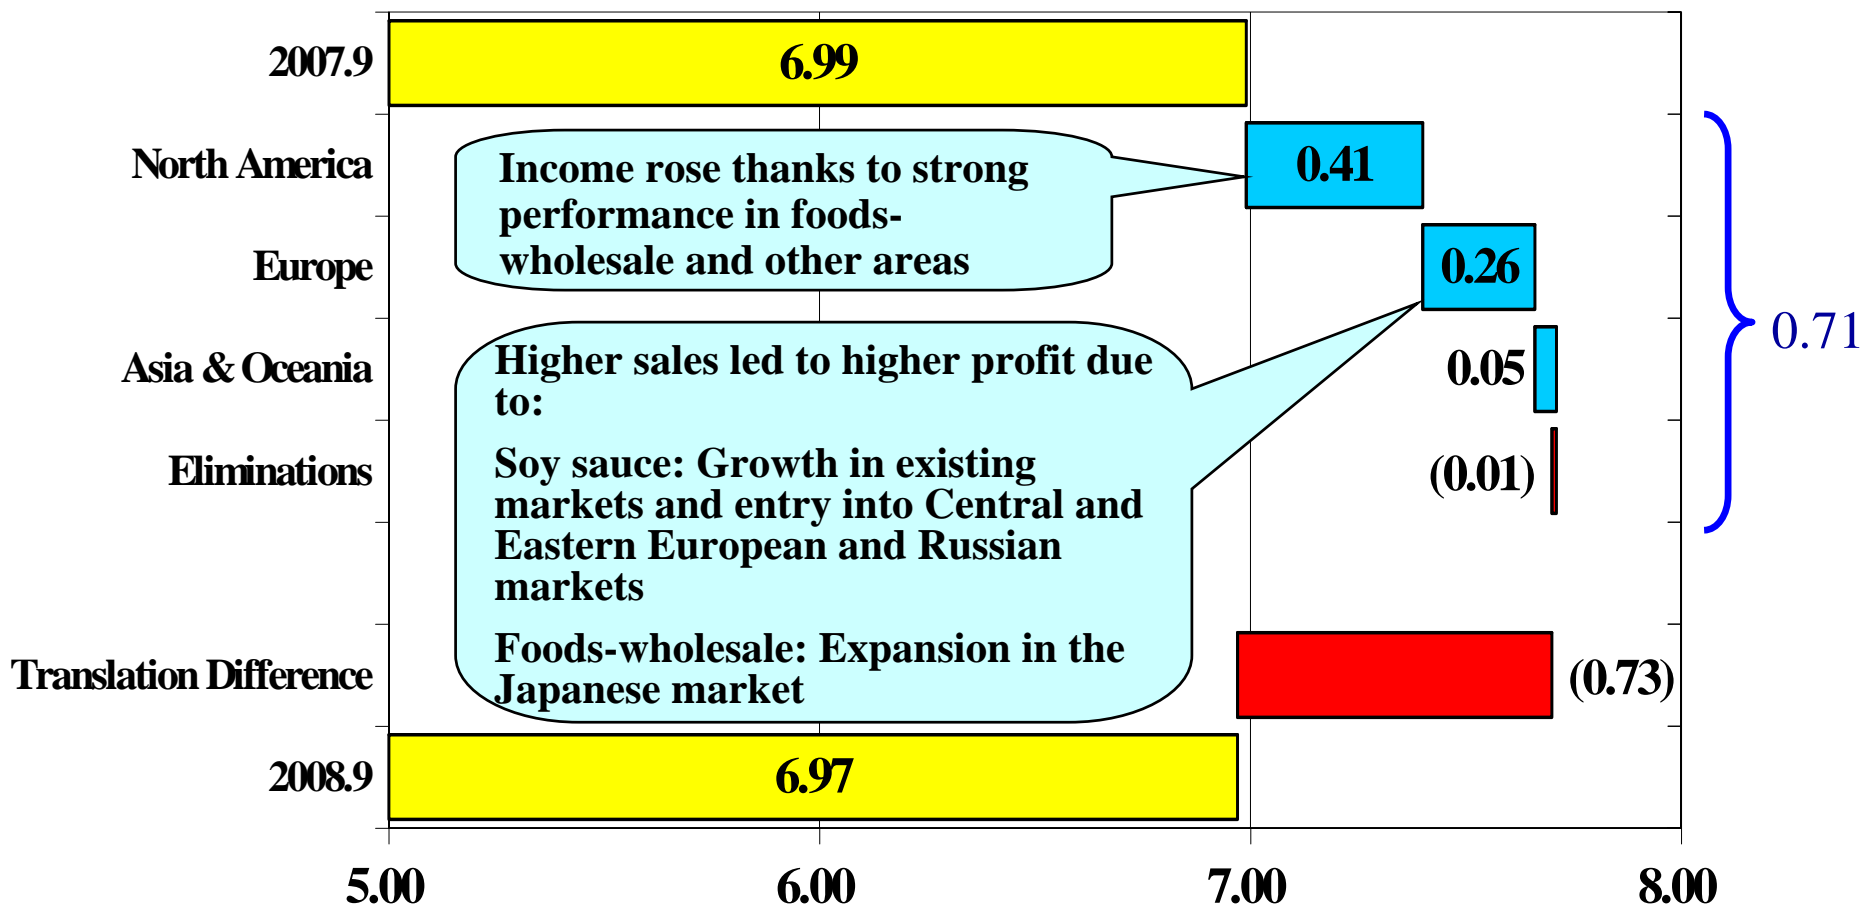 2007.9
6.99
North America
Income rose thanks to strong
performance in foods-
wholesale and other areas
0.41
Europe
0.26
0.71
Asia & Oceania
Higher sales led to higher profit due
to:
0.05
Eliminations
Soy sauce: Growth in existing
markets and entry into Central and
Eastern European and Russian
markets
(0.01)
Translation Difference
Foods-wholesale: Expansion in the
Japanese market
(0.73)
2008.9
6.97
5.00
6.00
7.00
8.00